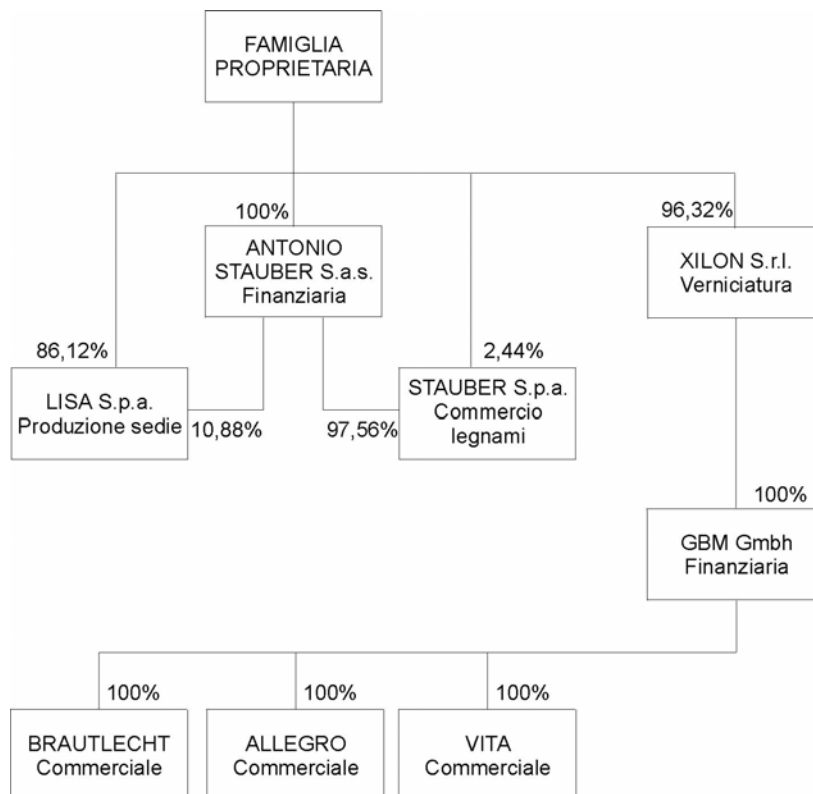 FAMIGLIA
PROPRIETARIA
100%
96,32%
ANTONIO
STAUBER S.a.s.
Finanziaria
XILON S.r.l.
Verniciatura
86,12%
2,44%
LISA S.p.a.
Produzione sedie
10,88%
97,56%
STAUBER S.p.a.
Commercio
legnami
100%
GBM Gmbh
Finanziaria
100%
100%
100%
BRAUTLECHT
Commerciale
ALLEGRO
Commerciale
VITA
Commerciale